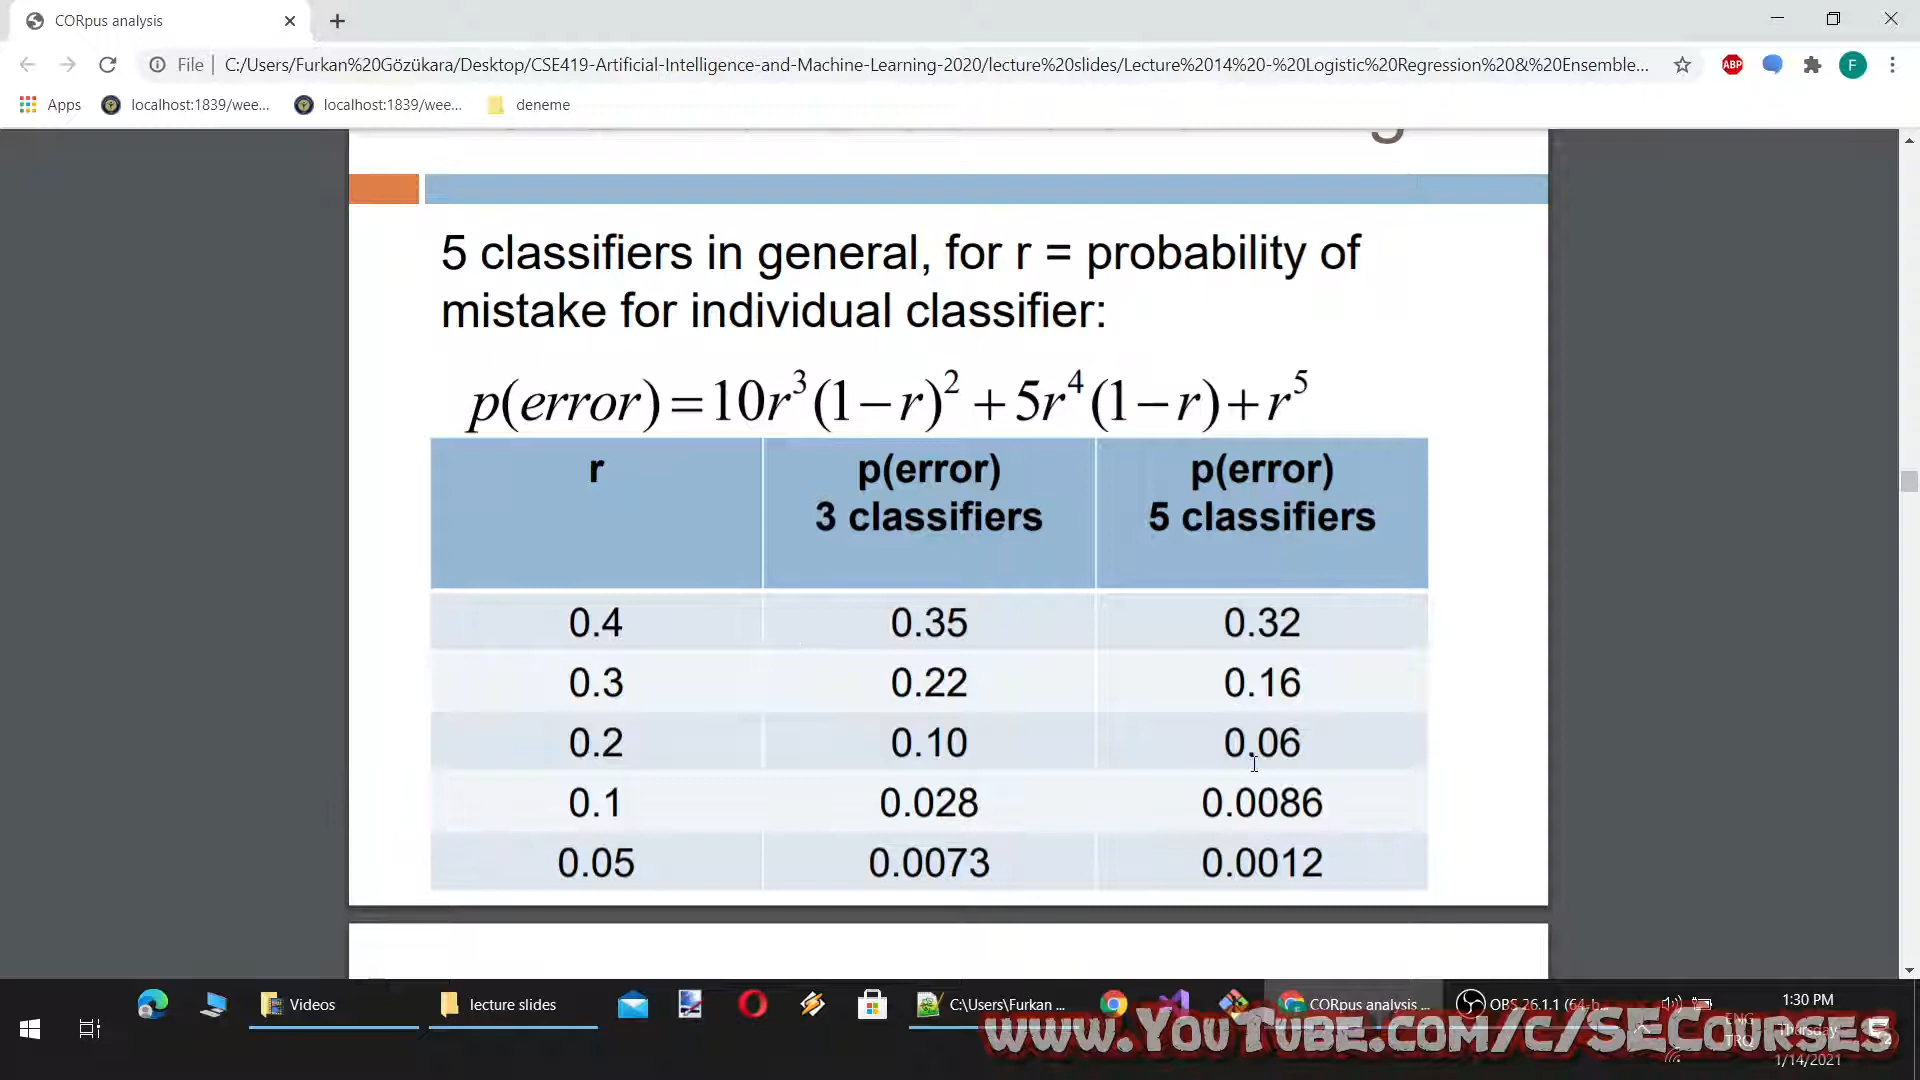 CORpus analysis
File
C:/Users/Furkan%20Gözükara/Desktop/CSE419-Artificial-Intelligence-and-Machine-Learning-2020/lecture%20slides/Lecture%2014%20-%20Logistic%20Regression%20&%20Ensemble...
ABP
F
Apps
localhost:1839/wee...
localhost:1839/wee...
deneme
5 classifiers in general, for r = probability of
mistake for individual classifier:
p(error)=10r³(1−r)²+5r⁴(1−r)+r⁵
r p(error) p(error)
3 classifiers 5 classifiers
0.4 0.35 0.32
0.3 0.22 0.16
0.2 0.10 0.06
0.1 0.028 0.0086
0.05 0.0073 0.0012
Videos
lecture slides
C:\Users\Furkan ...
CORpus analysis ...
OBS 26.1.1 (64-b...
ENG
TRQ
1:30 PM
Thursday
1/14/2021
www.YouTube.com/c/SECourses